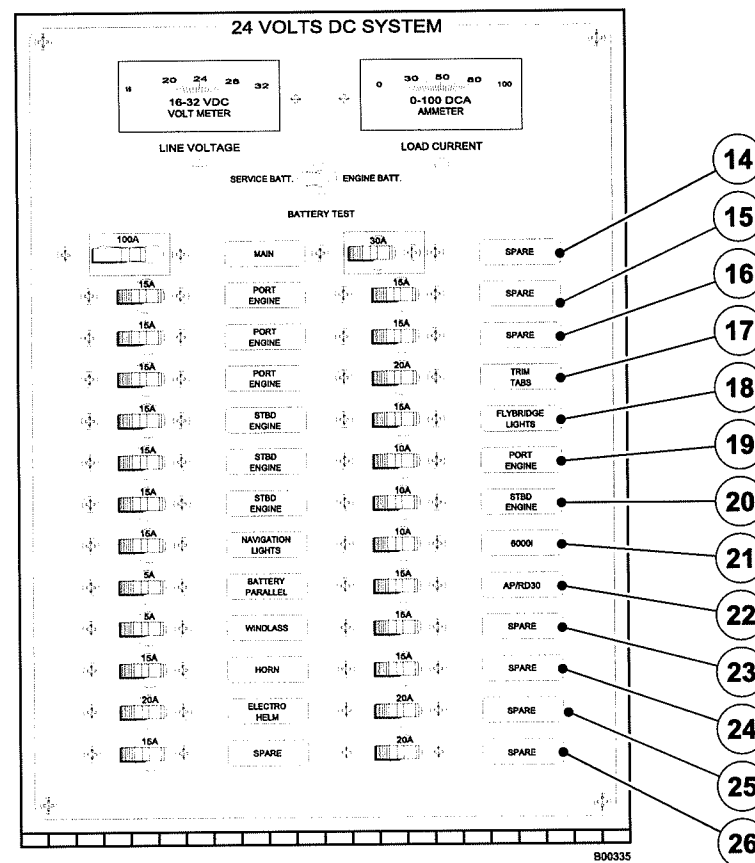 24 VOLTS DC SYSTEM
16 20 24 28 32
16-32 VDC
VOLT METER
0 30 50 80 100
0-100 DCA
AMMETER
LINE VOLTAGE
LOAD CURRENT
SERVICE BATT. ENGINE BATT.
BATTERY TEST
100A MAIN 30A SPARE 14
15A PORT ENGINE 15A SPARE 15
15A PORT ENGINE 15A SPARE 16
15A PORT ENGINE 20A TRIM TABS 17
15A STBD ENGINE 15A FLYBRIDGE LIGHTS 18
15A STBD ENGINE 10A PORT ENGINE 19
15A STBD ENGINE 10A STBD ENGINE 20
15A NAVIGATION LIGHTS 10A 6000I 21
5A BATTERY PARALLEL 15A AP/RD30 22
5A WINDLASS 15A SPARE 23
15A HORN 15A SPARE 24
20A ELECTRO HELM 20A SPARE 25
15A SPARE 20A SPARE 26
B00335